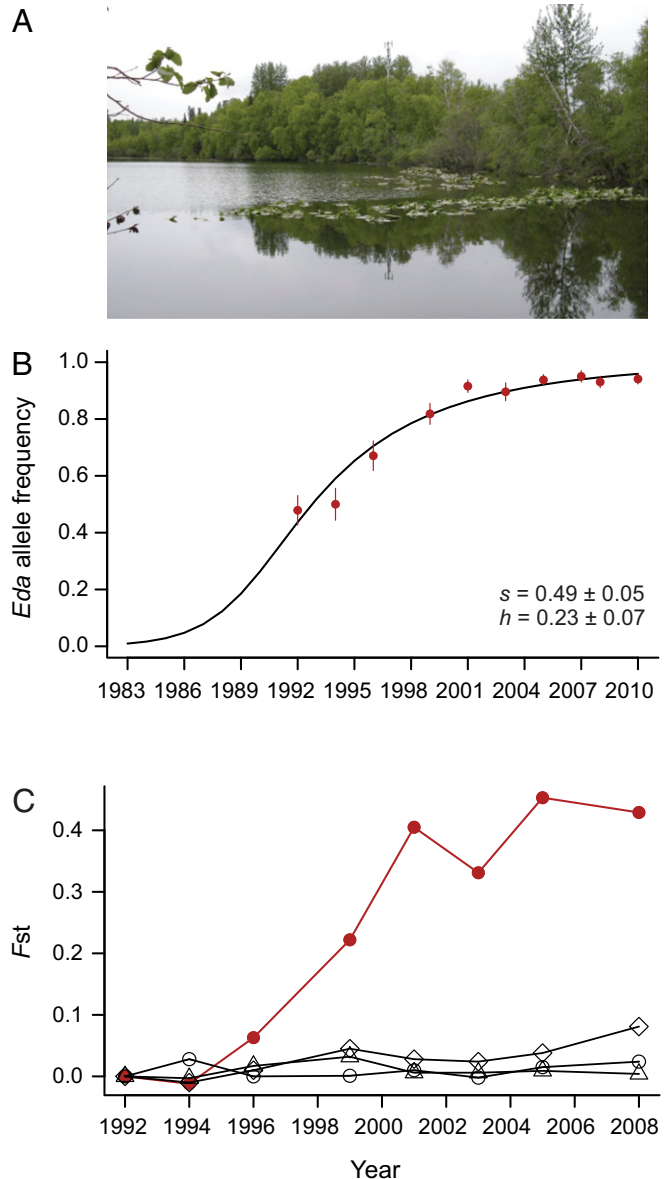 A
B
1.0
0.8
0.6
0.4
0.2
0.0
Eda allele frequency
s = 0.49 ± 0.05
h = 0.23 ± 0.07
1983 1986 1989 1992 1995 1998 2001 2004 2007 2010
C
0.4
0.3
0.2
0.1
0.0
Fst
1992 1994 1996 1998 2000 2002 2004 2006 2008
Year